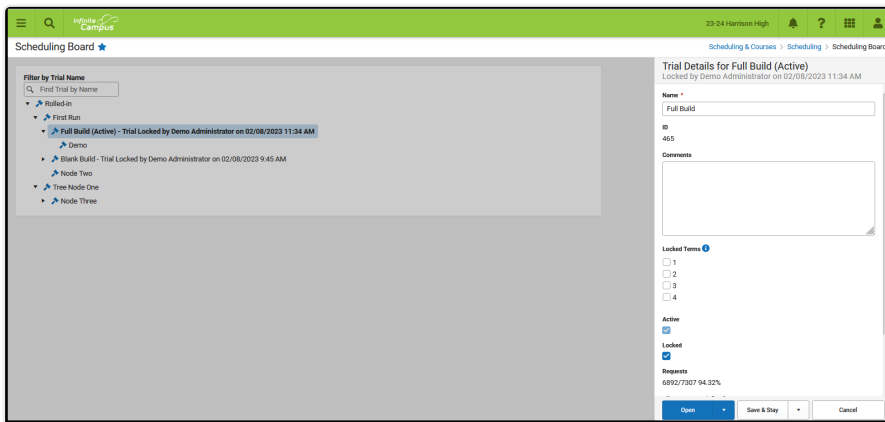 Infinite
Campus
23-24 Harrison High
?
Scheduling Board
Scheduling & Courses > Scheduling > Scheduling Board
Filter by Trial Name
Find Trial by Name
Rolled-in
First Run
Full Build (Active) - Trial Locked by Demo Administrator on 02/08/2023 11:34 AM
Demo
Blank Build - Trial Locked by Demo Administrator on 02/08/2023 9:45 AM
Node Two
Tree Node One
Node Three
Trial Details for Full Build (Active)
Locked by Demo Administrator on 02/08/2023 11:34 AM
Name *
Full Build
ID
465
Comments
Locked Terms
1
2
3
4
Active
Locked
Requests
6892/7307 94.32%
Open
Save & Stay
Cancel